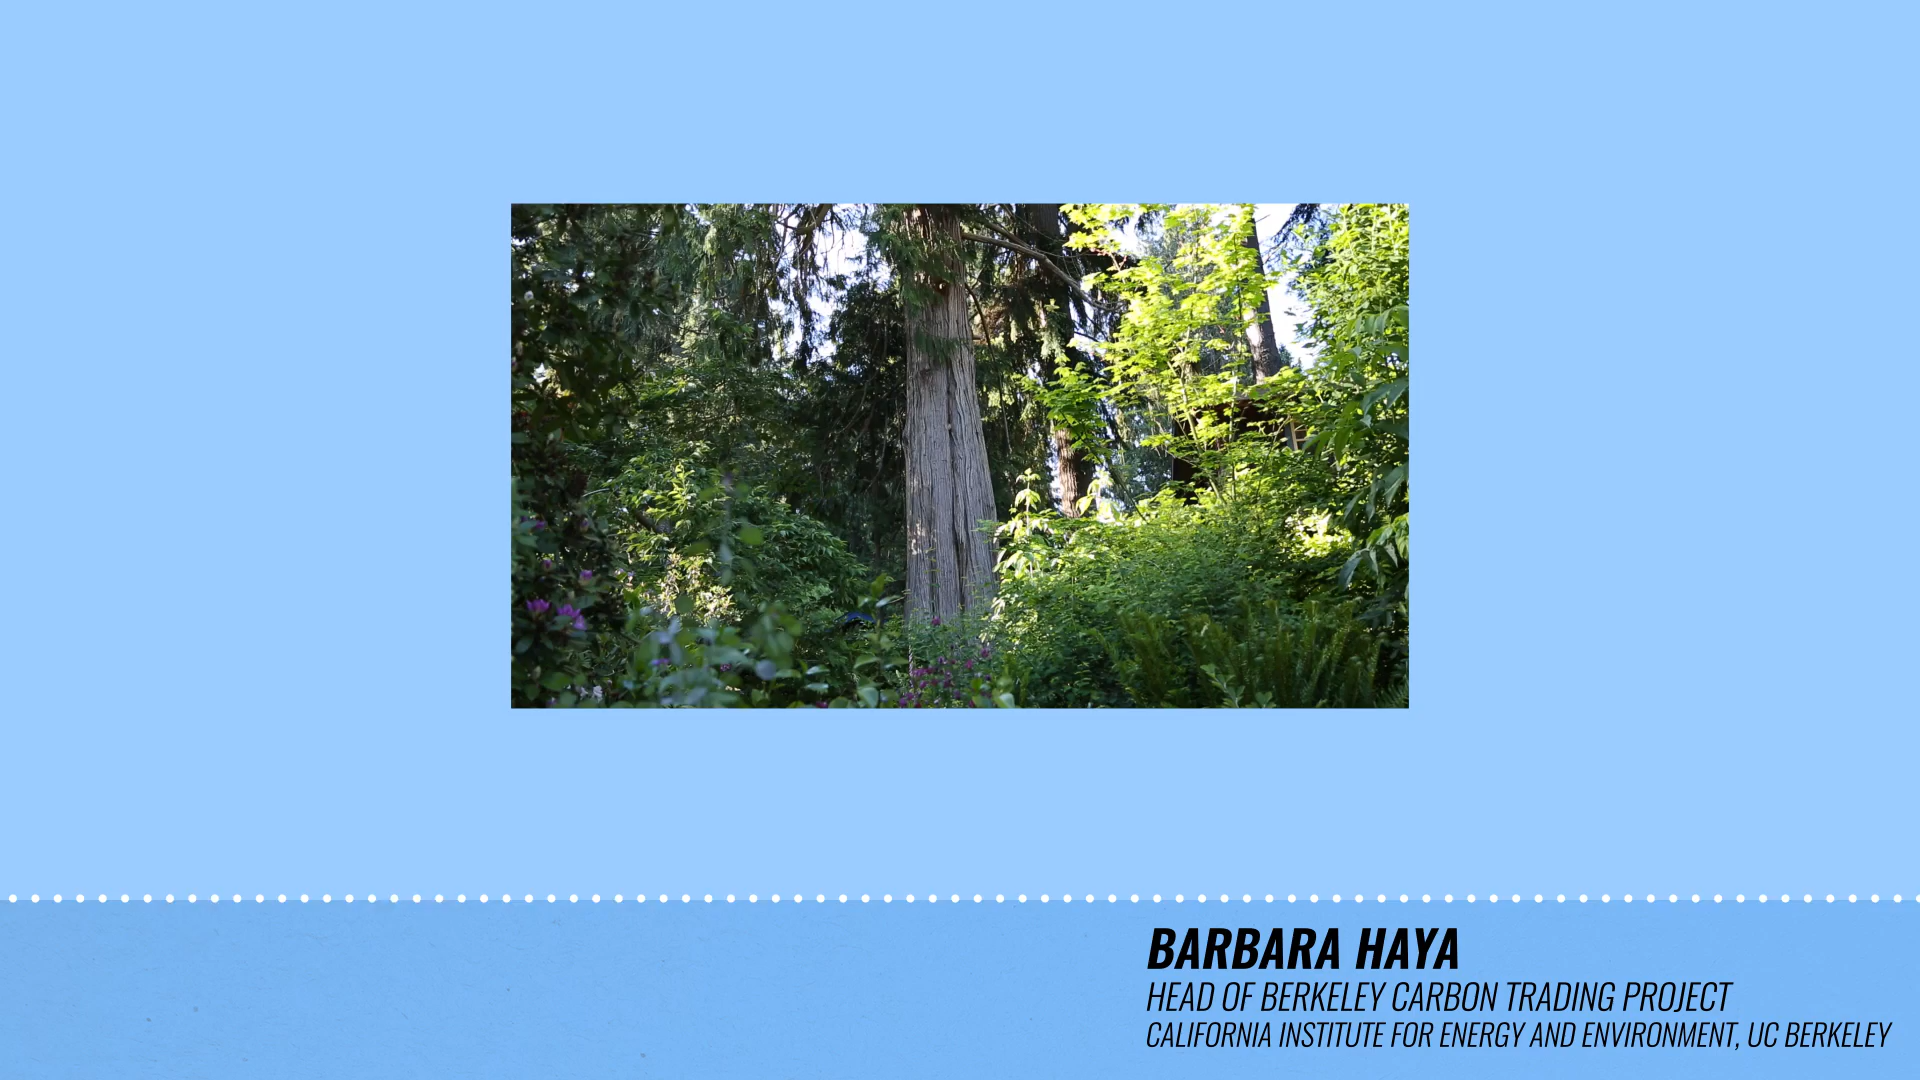 BARBARA HAYA
HEAD OF BERKELEY CARBON TRADING PROJECT
CALIFORNIA INSTITUTE FOR ENERGY AND ENVIRONMENT, UC BERKELEY